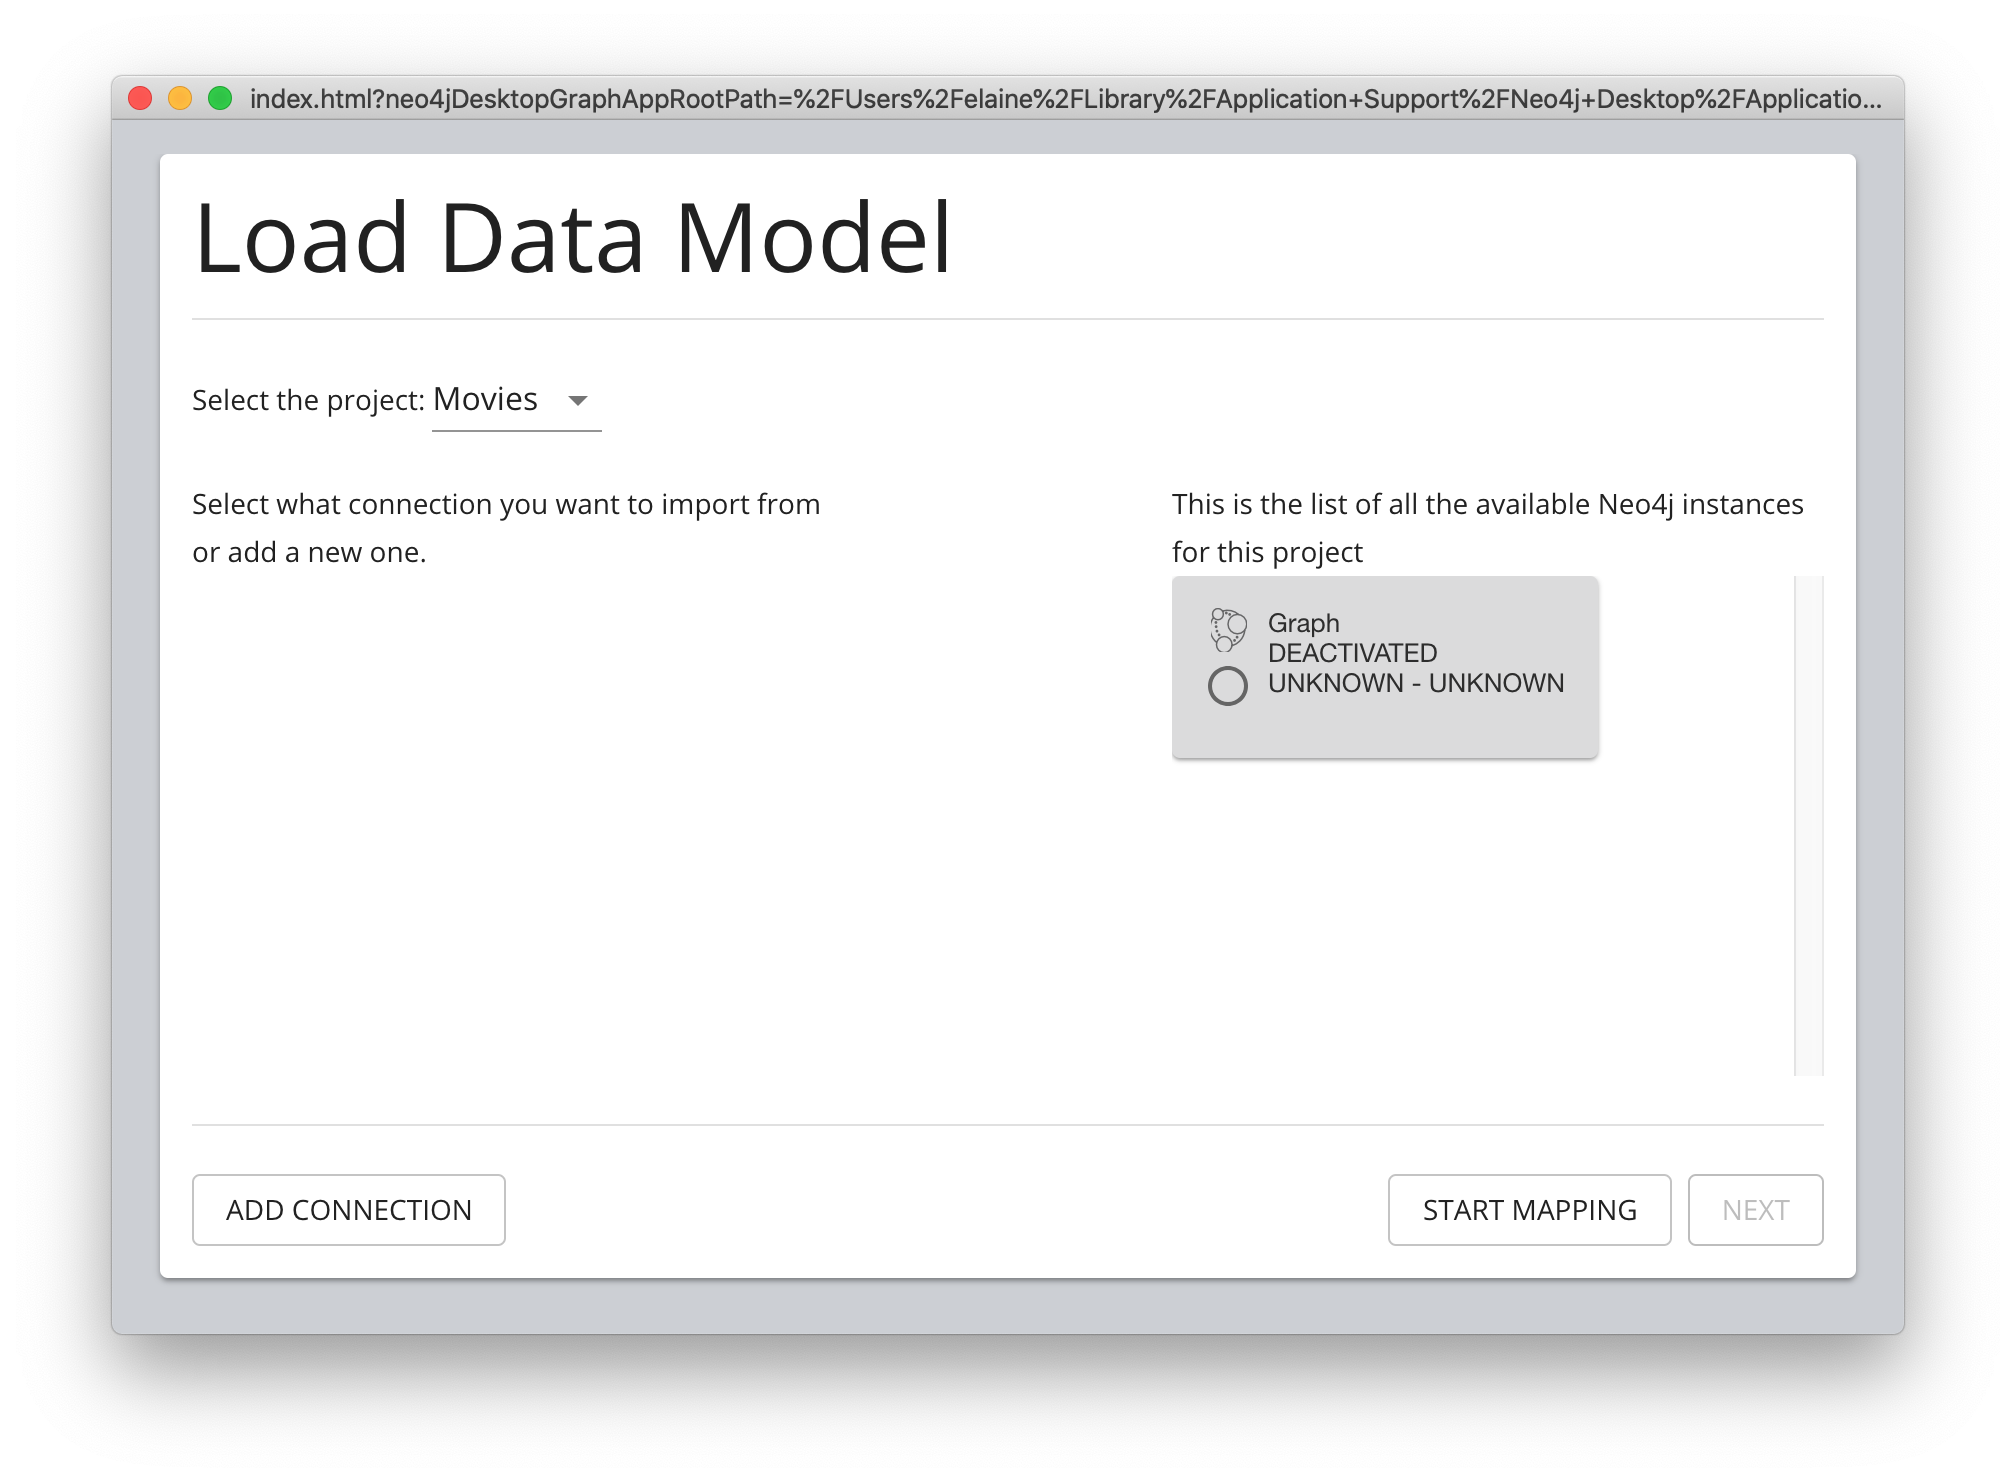 index.html?neo4jDesktopGraphAppRootPath=%2FUsers%2Felaine%2FLibrary%2FApplication+Support%2FNeo4j+Desktop%2FApplicatio...
Load Data Model
Select the project: Movies
Select what connection you want to import from
or add a new one.
This is the list of all the available Neo4j instances
for this project
Graph
DEACTIVATED
UNKNOWN - UNKNOWN
ADD CONNECTION
START MAPPING
NEXT